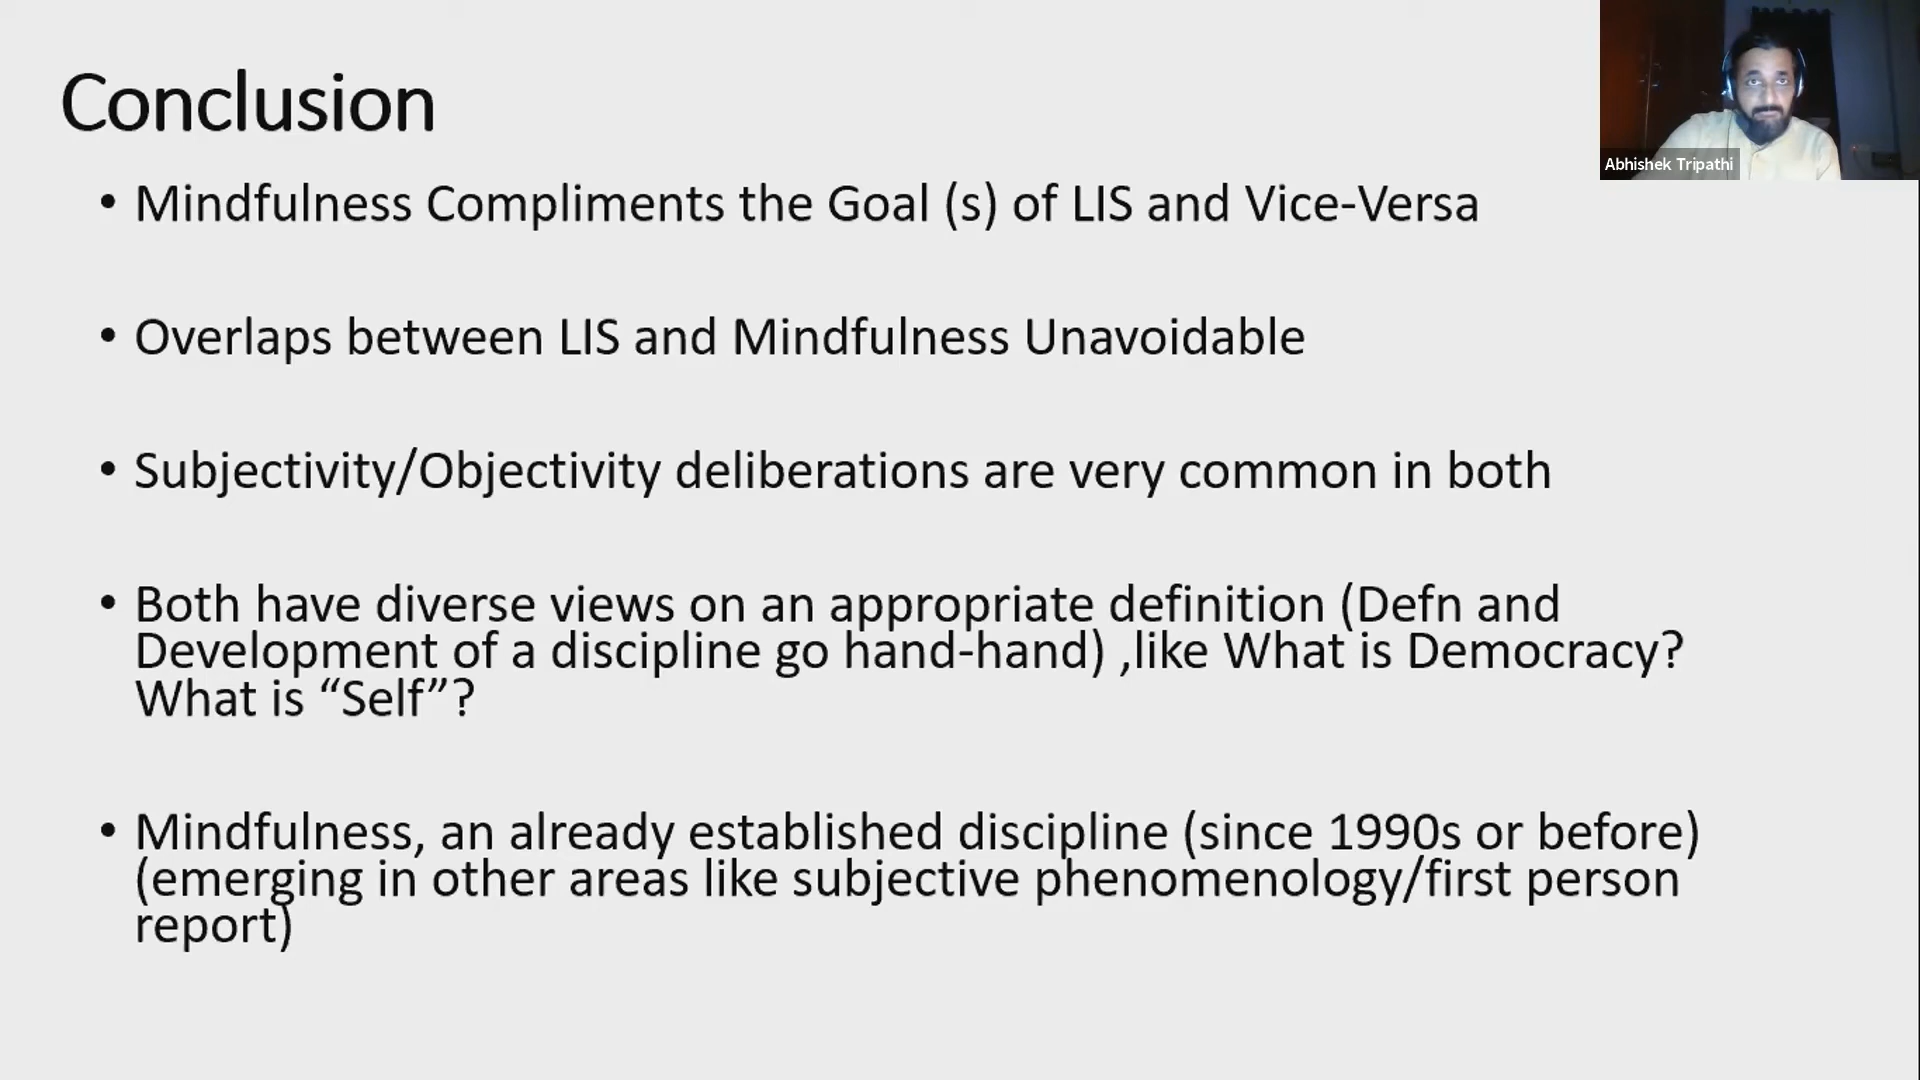 Conclusion
Abhishek Tripathi
• Mindfulness Compliments the Goal (s) of LIS and Vice-Versa
• Overlaps between LIS and Mindfulness Unavoidable
• Subjectivity/Objectivity deliberations are very common in both
• Both have diverse views on an appropriate definition (Defn and
Development of a discipline go hand-hand) ,like What is Democracy?
What is “Self”?
• Mindfulness, an already established discipline (since 1990s or before)
(emerging in other areas like subjective phenomenology/first person
report)